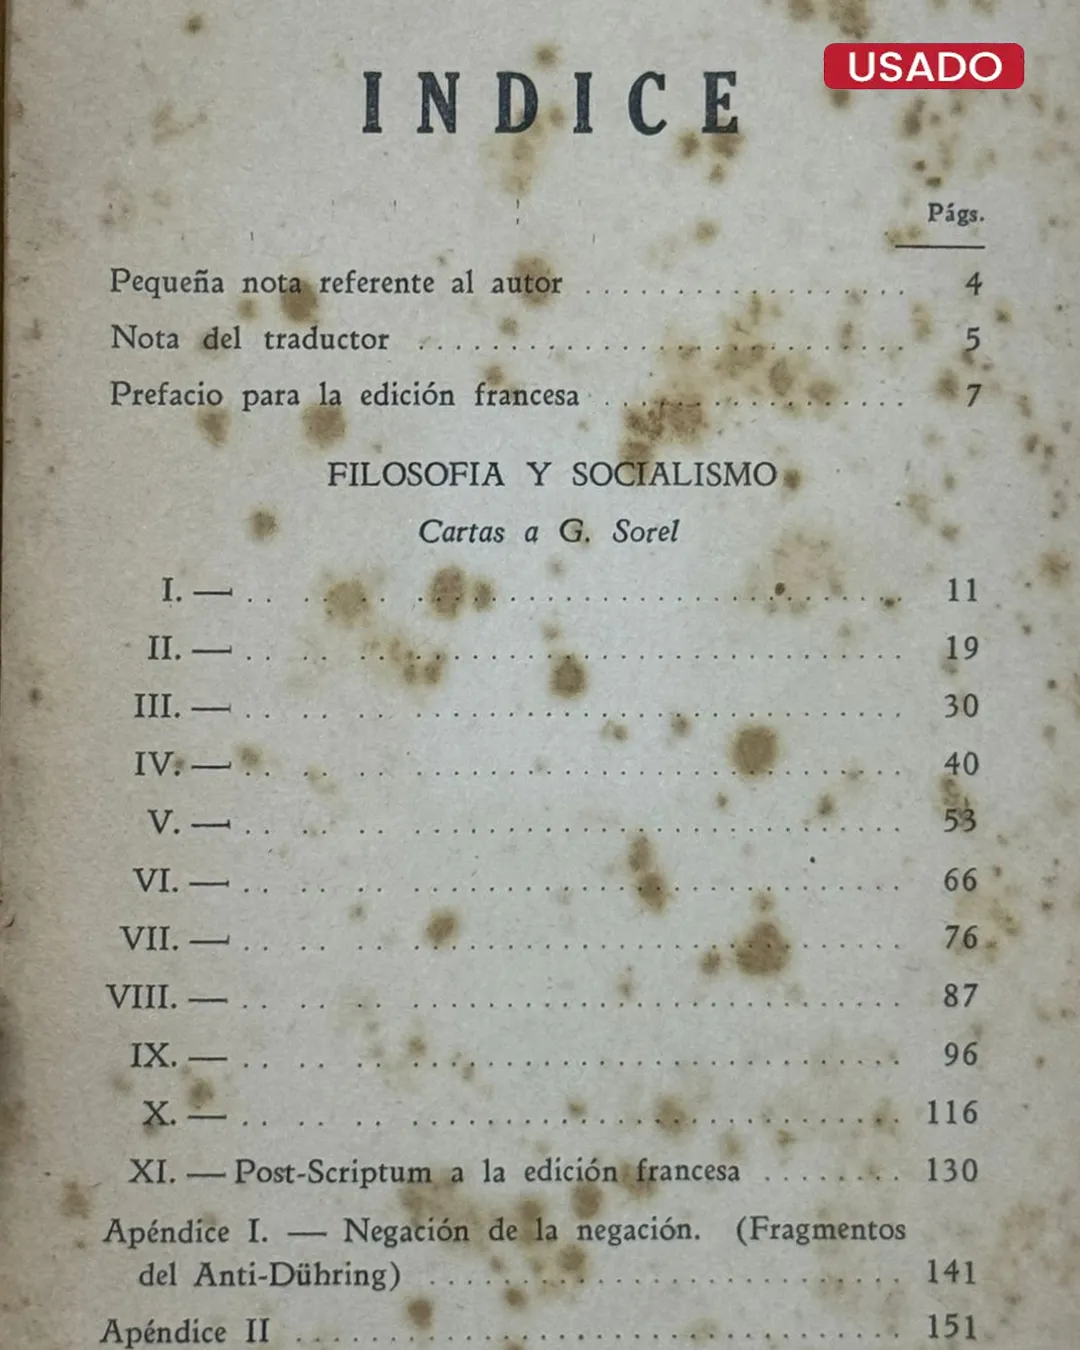 USADO
INDICE
Págs.
Pequeña nota referente al autor .................. 4
Nota del traductor ............................... 5
Prefacio para la edición francesa ................ 7
FILOSOFIA Y SOCIALISMO
Cartas a G. Sorel
I. — .......................................... 11
II. — ......................................... 19
III. — ........................................ 30
IV. — ......................................... 40
V. — .......................................... 53
VI. — ......................................... 66
VII. — ........................................ 76
VIII. — ....................................... 87
IX. — ......................................... 96
X. — .......................................... 116
XI. — Post-Scriptum a la edición francesa ........ 130
Apéndice I. — Negación de la negación. (Fragmentos
del Anti-Dühring) ............................... 141
Apéndice II ..................................... 151